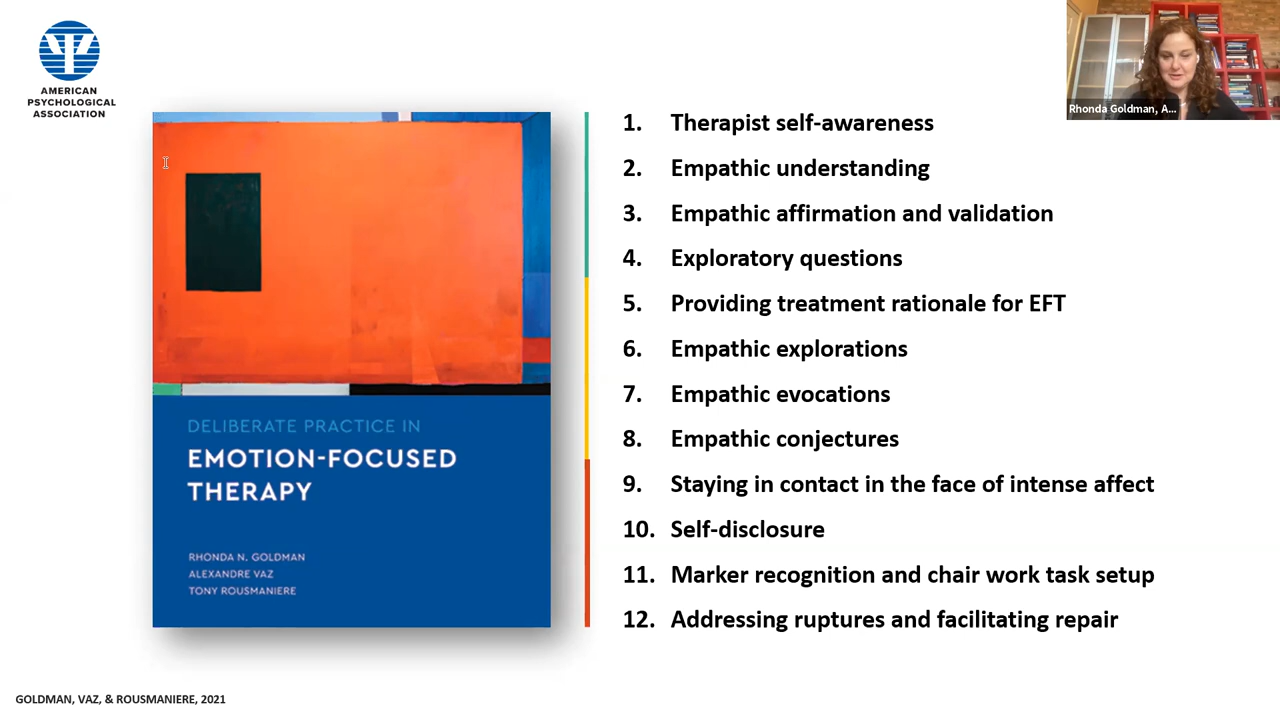 AMERICAN
PSYCHOLOGICAL
ASSOCIATION
Rhonda Goldman, A...
DELIBERATE PRACTICE IN
EMOTION-FOCUSED
THERAPY
RHONDA N. GOLDMAN
ALEXANDRE VAZ
TONY ROUSMANIERE
1. Therapist self-awareness
2. Empathic understanding
3. Empathic affirmation and validation
4. Exploratory questions
5. Providing treatment rationale for EFT
6. Empathic explorations
7. Empathic evocations
8. Empathic conjectures
9. Staying in contact in the face of intense affect
10. Self-disclosure
11. Marker recognition and chair work task setup
12. Addressing ruptures and facilitating repair
GOLDMAN, VAZ, & ROUSMANIERE, 2021